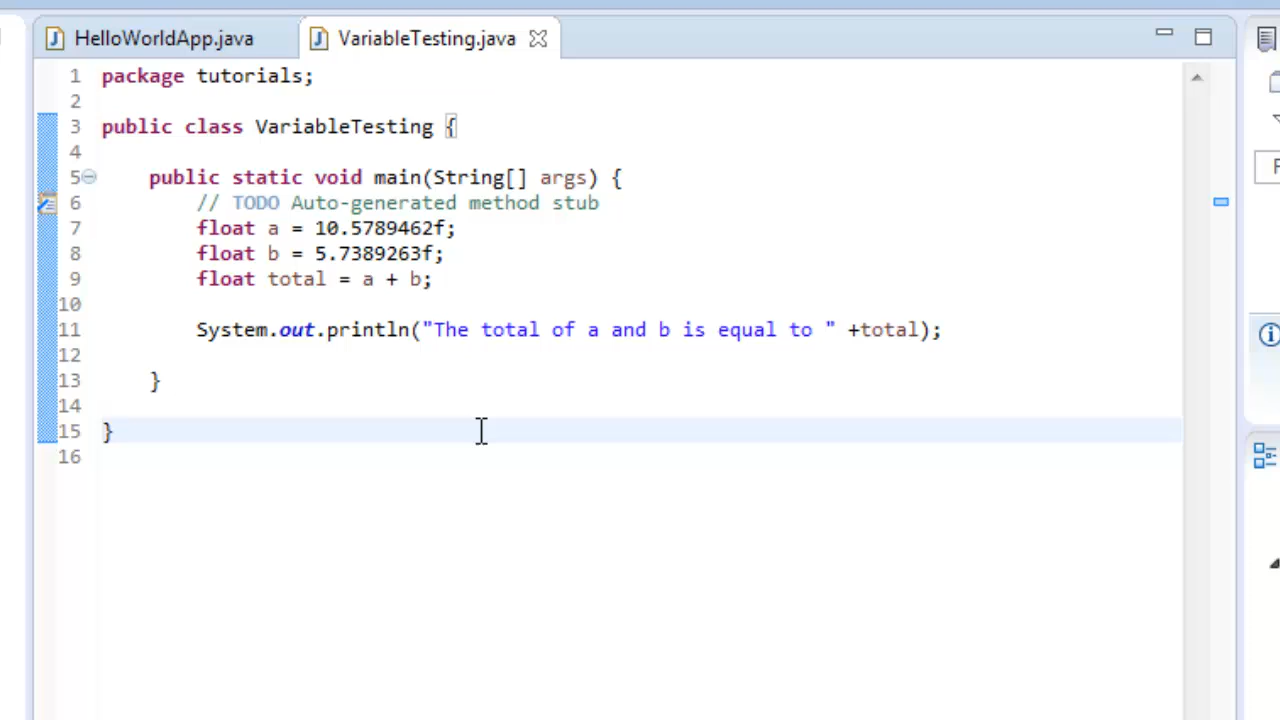 HelloWorldApp.java VariableTesting.java
1 package tutorials;
2
3 public class VariableTesting {
4
5 public static void main(String[] args) {
6 // TODO Auto-generated method stub
7 float a = 10.5789462f;
8 float b = 5.7389263f;
9 float total = a + b;
10
11 System.out.println("The total of a and b is equal to " +total);
12
13 }
14
15 }
16